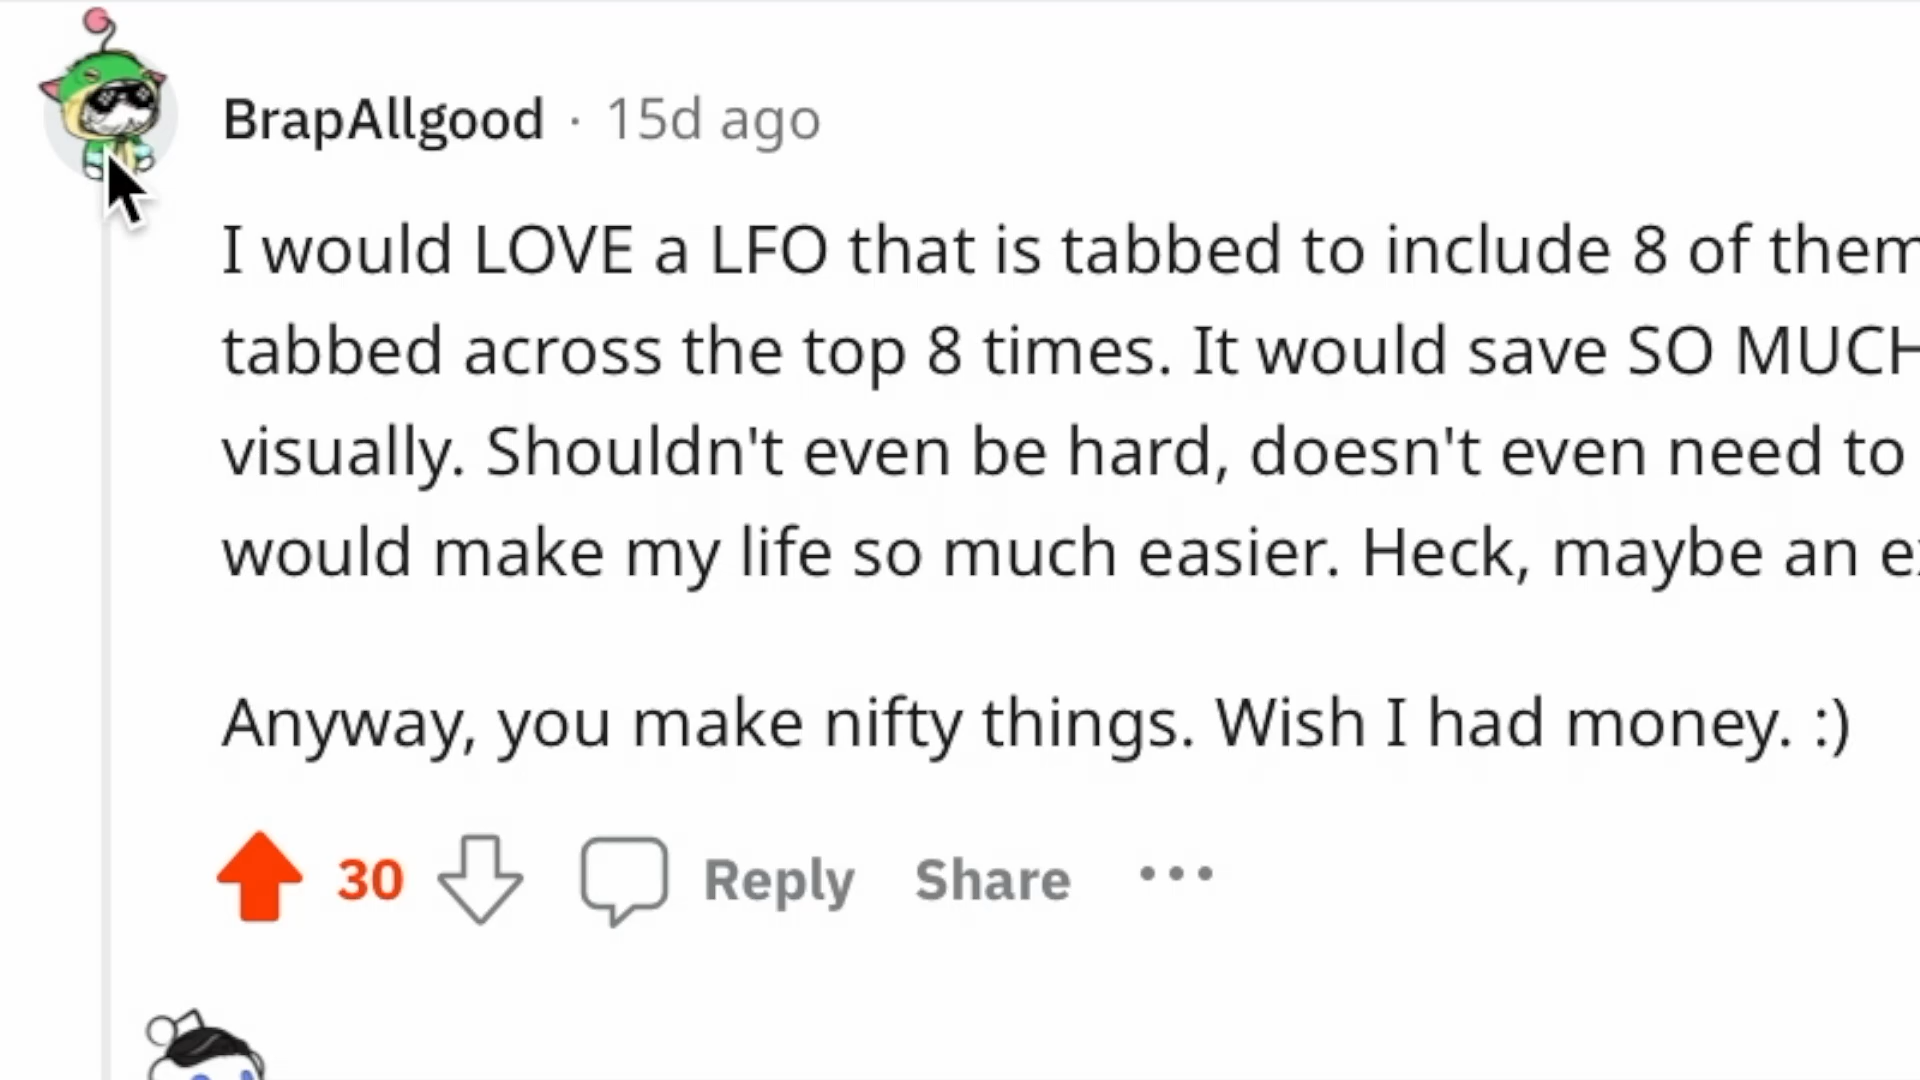 BrapAllgood · 15d ago
I would LOVE a LFO that is tabbed to include 8 of them
tabbed across the top 8 times. It would save SO MUCH
visually. Shouldn't even be hard, doesn't even need to
would make my life so much easier. Heck, maybe an
Anyway, you make nifty things. Wish I had money. :)
30 Reply Share ...